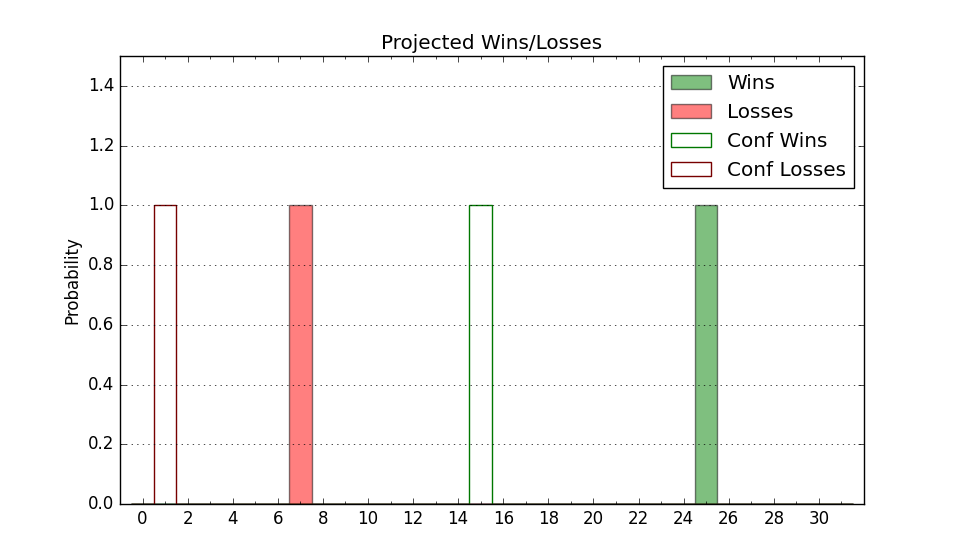 Projected Wins/Losses
Wins
Losses
Conf Wins
Conf Losses
Probability
1.4
1.2
1.0
0.8
0.6
0.4
0.2
0.0
0 2 4 6 8 10 12 14 16 18 20 22 24 26 28 30